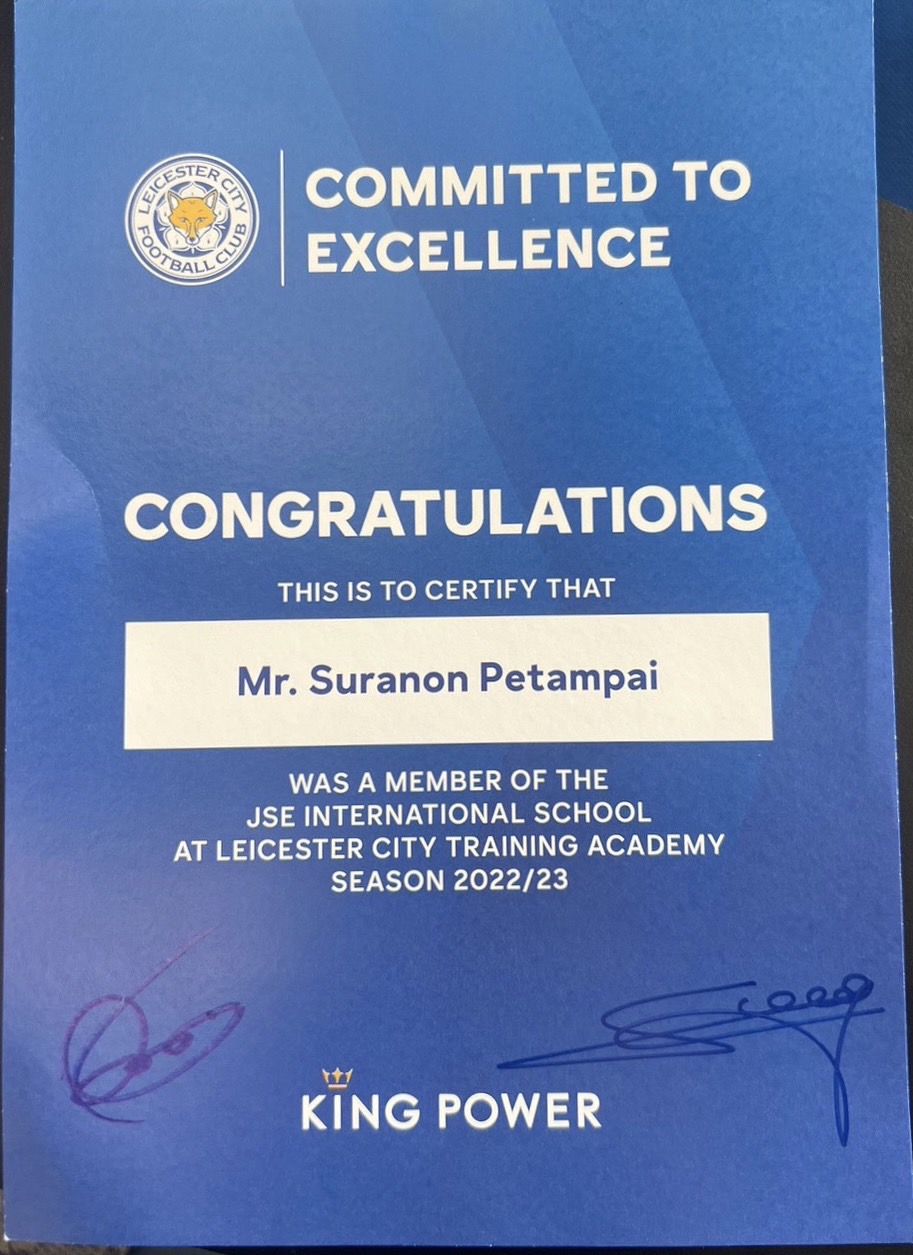 LEICESTER CITY
FOOTBALL CLUB
COMMITTED TO
EXCELLENCE
CONGRATULATIONS
THIS IS TO CERTIFY THAT
Mr. Suranon Petampai
WAS A MEMBER OF THE
JSE INTERNATIONAL SCHOOL
AT LEICESTER CITY TRAINING ACADEMY
SEASON 2022/23
KING POWER